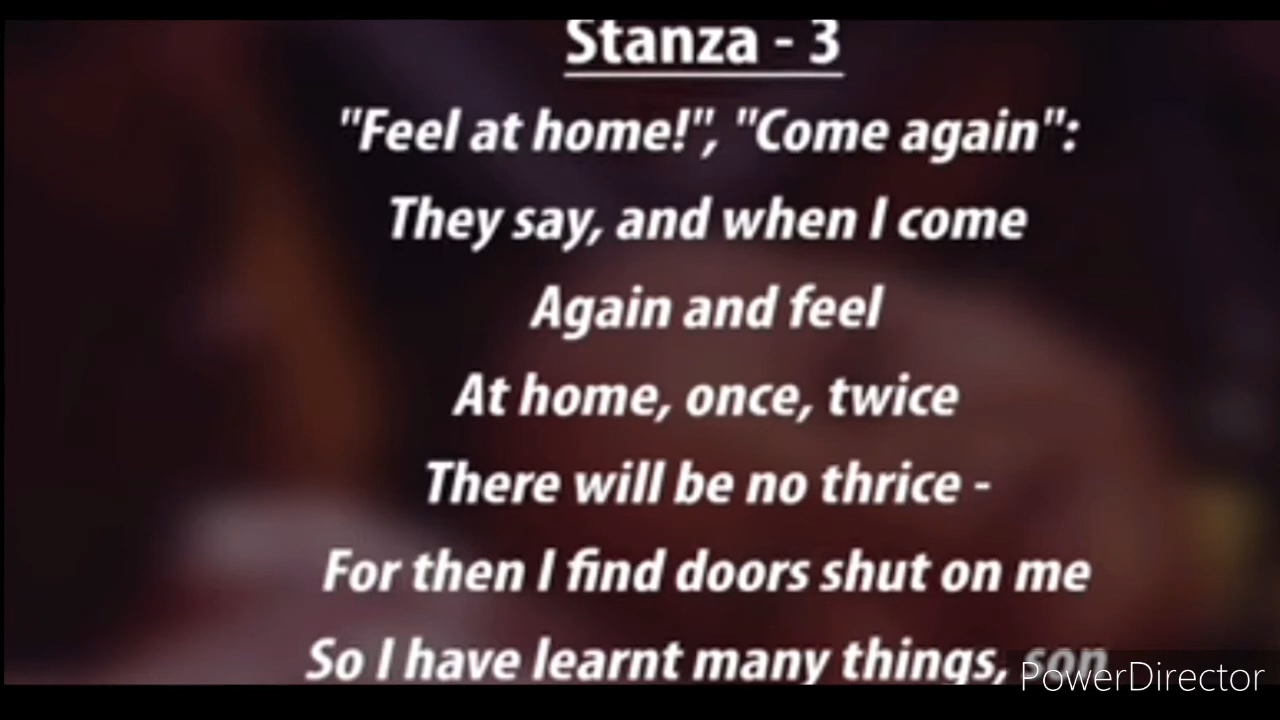 Stanza - 3
"Feel at home!", "Come again":
They say, and when I come
Again and feel
At home, once, twice
There will be no thrice -
For then I find doors shut on me
So I have learnt many things, son
PowerDirector